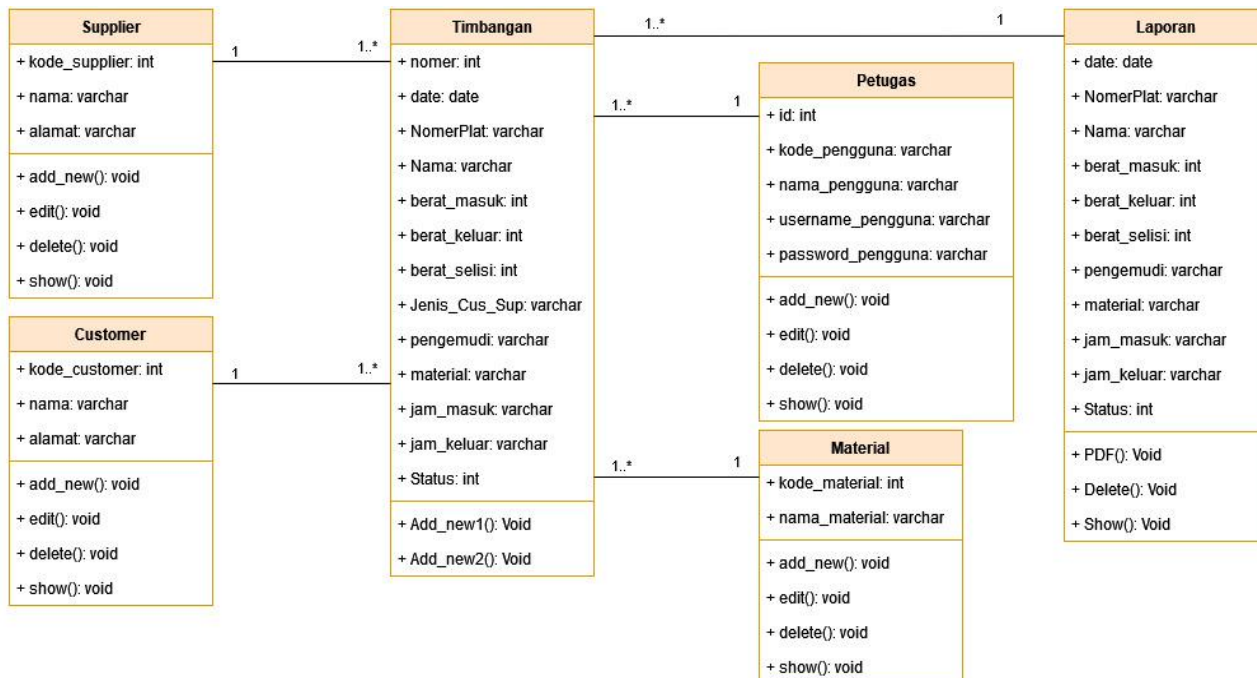 Supplier
+ kode_supplier: int
+ nama: varchar
+ alamat: varchar
+ add_new(): void
+ edit(): void
+ delete(): void
+ show(): void
1
1..*
Customer
+ kode_customer: int
+ nama: varchar
+ alamat: varchar
+ add_new(): void
+ edit(): void
+ delete(): void
+ show(): void
1
1..*
Timbangan
+ nomer: int
+ date: date
+ NomerPlat: varchar
+ Nama: varchar
+ berat_masuk: int
+ berat_keluar: int
+ berat_selisi: int
+ Jenis_Cus_Sup: varchar
+ pengemudi: varchar
+ material: varchar
+ jam_masuk: varchar
+ jam_keluar: varchar
+ Status: int
+ Add_new1(): Void
+ Add_new2(): Void
1..*
1
1..*
1
Petugas
+ id: int
+ kode_pengguna: varchar
+ nama_pengguna: varchar
+ username_pengguna: varchar
+ password_pengguna: varchar
+ add_new(): void
+ edit(): void
+ delete(): void
+ show(): void
1..*
1
Material
+ kode_material: int
+ nama_material: varchar
+ add_new(): void
+ edit(): void
+ delete(): void
+ show(): void
Laporan
+ date: date
+ NomerPlat: varchar
+ Nama: varchar
+ berat_masuk: int
+ berat_keluar: int
+ berat_selisi: int
+ pengemudi: varchar
+ material: varchar
+ jam_masuk: varchar
+ jam_keluar: varchar
+ Status: int
+ PDF(): Void
+ Delete(): Void
+ Show(): Void